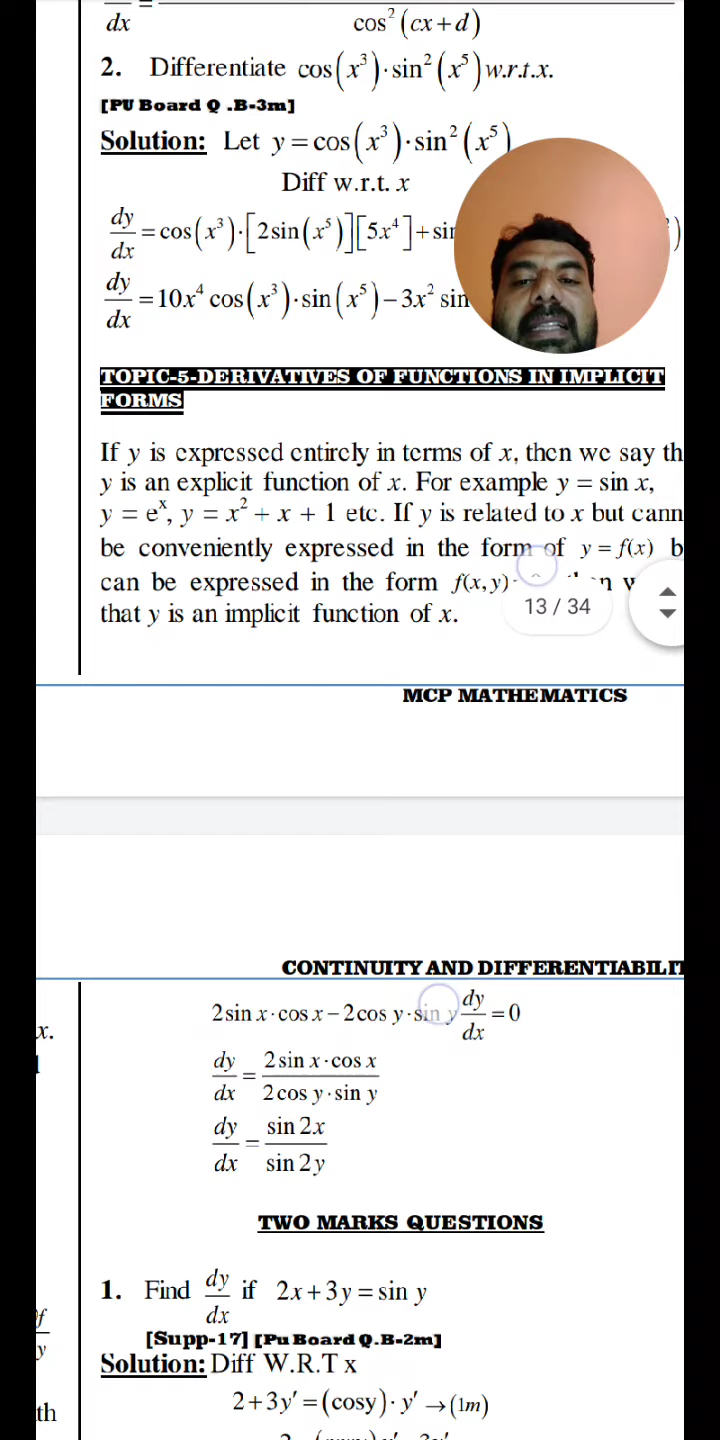 dy/dx = cos²(cx+d)
2. Differentiate cos(x³)·sin²(x⁵) w.r.t.x.
[PU Board Q .B-3m]
Solution: Let y = cos(x³)·sin²(x⁵)
Diff w.r.t. x
dy/dx = cos(x³)·[2sin(x⁵)][5x⁴]+sin )
dy/dx = 10x⁴ cos(x³)·sin(x⁵) − 3x² sin
TOPIC-5-DERIVATIVES OF FUNCTIONS IN IMPLICIT
FORMS
If y is expressed entirely in terms of x, then we say th
y is an explicit function of x. For example y = sin x,
y = eˣ, y = x² + x + 1 etc. If y is related to x but cann
be conveniently expressed in the form of y = f(x) b
can be expressed in the form f(x,y)
that y is an implicit function of x.
13 / 34
MCP MATHEMATICS
CONTINUITY AND DIFFERENTIABILIT
x.
2sin x·cos x − 2cos y·sin y dy/dx = 0
dy/dx = 2 sin x·cos x / 2 cos y·sin y
dy/dx = sin 2x / sin 2y
TWO MARKS QUESTIONS
1. Find dy/dx if 2x+3y = sin y
[Supp-17] [Pu Board Q.B-2m]
Solution: Diff W.R.T x
f
y
2+3y′ = (cosy)·y′ → (1m)
th